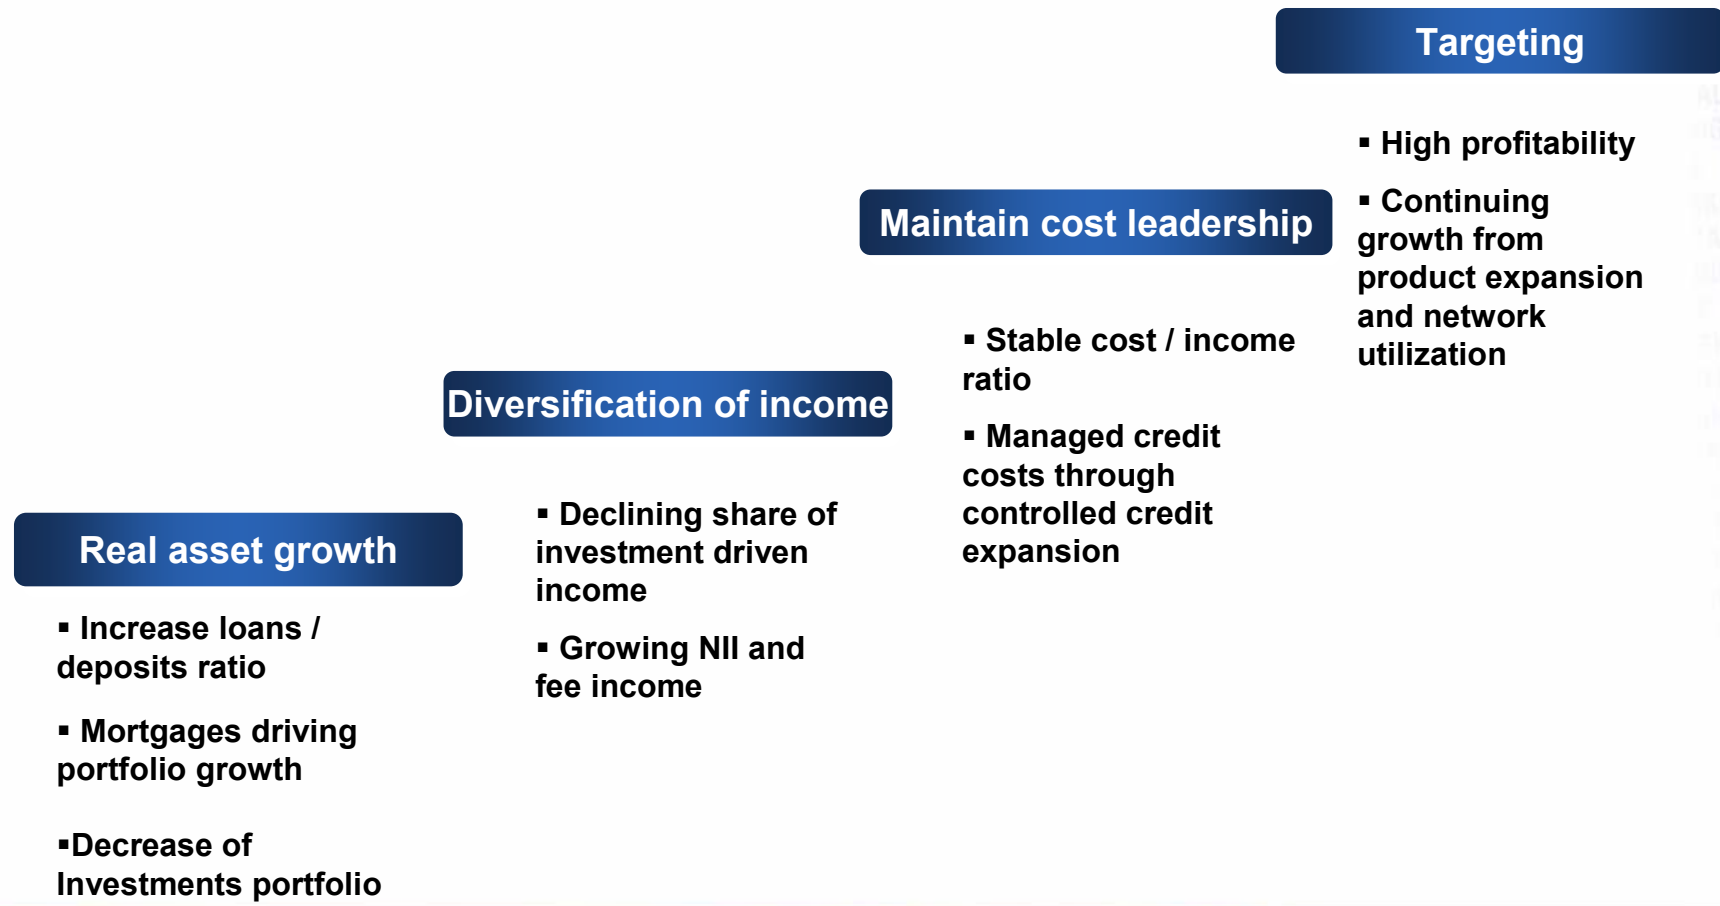 Targeting
▪ High profitability
▪ Continuing
growth from
product expansion
and network
utilization
Maintain cost leadership
▪ Stable cost / income
ratio
▪ Managed credit
costs through
controlled credit
expansion
Diversification of income
▪ Declining share of
investment driven
income
▪ Growing NII and
fee income
Real asset growth
▪ Increase loans /
deposits ratio
▪ Mortgages driving
portfolio growth
▪Decrease of
Investments portfolio